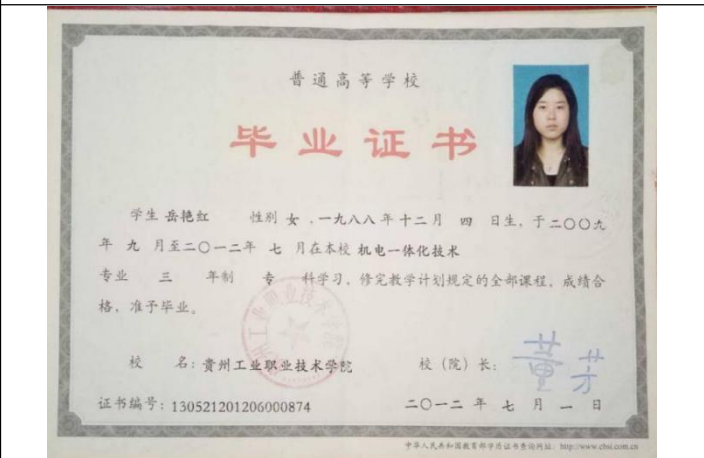 普通高等学校
毕业证书
学生 岳艳红 性别 女 ,一九八八年十二月 四 日生,于二〇〇九
年 九 月至二〇一二年 七 月在本校 机电一体化技术
专业 三 年制 专 科学习,修完教学计划规定的全部课程,成绩合
格,准予毕业。
校 名:贵州工业职业技术学院 校(院)长:
证书编号:130521201206000874 二〇一二 年 七 月 一 日
中华人民共和国教育部学历证书查询网址:http://www.chsi.com.cn